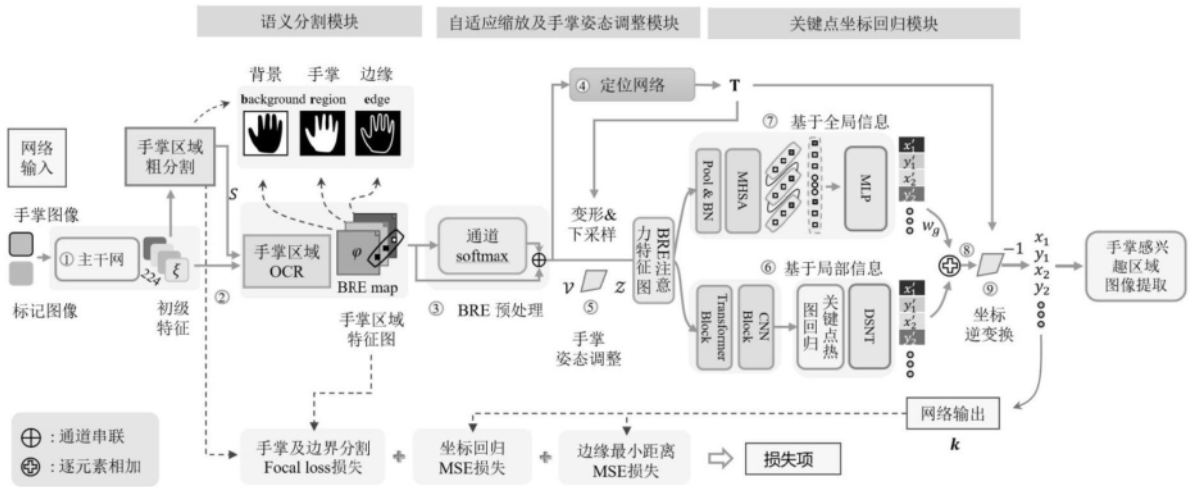 语义分割模块
自适应缩放及手掌姿态调整模块
关键点坐标回归模块
背景 手掌 边缘
background region edge
网络
输入
手掌区域
粗分割
S
手掌图像
标记图像
① 主干网
224
ξ
初级
特征
②
手掌区域
OCR
φ
BRE map
手掌区域
特征图
通道
softmax
③ BRE 预处理
④ 定位网络
T
变形&
下采样
𝒱 z
⑤
手掌
姿态调整
BRE注意
力特征图
⑦ 基于全局信息
Pool & BN
MHSA
MLP
x′1
y′1
x′2
y′2
wg
⑥ 基于局部信息
Transformer
Block
CNN
Block
关键点热
图回归
DSNT
x′1
y′1
x′2
y′2
⑧
−1
⑨
坐标
逆变换
x1
y1
x2
y2
手掌感兴
趣区域
图像提取
网络输出
k
⊕ : 通道串联
: 逐元素相加
手掌及边界分割
Focal loss损失
+
坐标回归
MSE损失
+
边缘最小距离
MSE损失
损失项